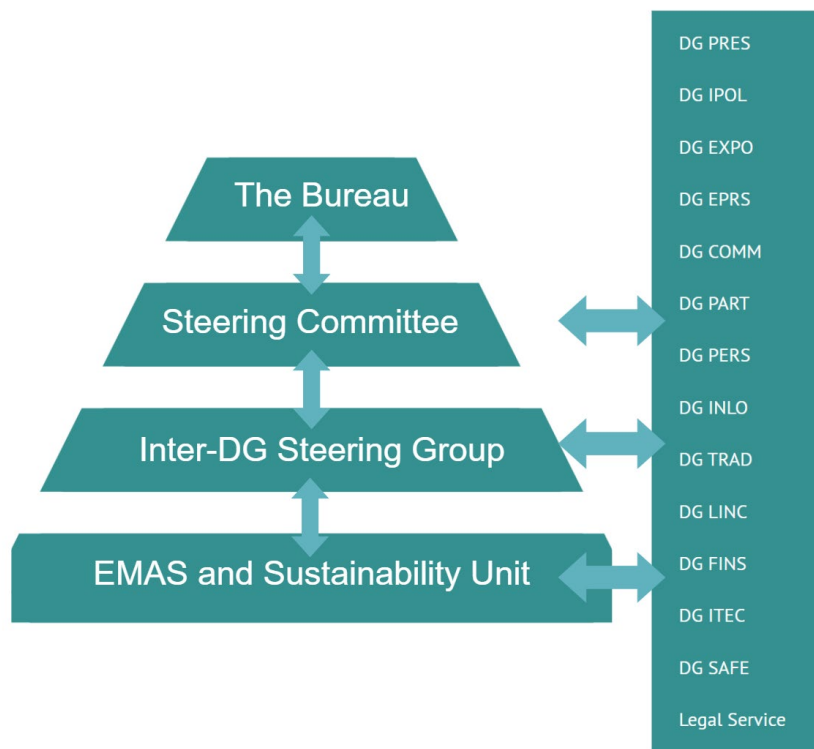 The Bureau
Steering Committee
Inter-DG Steering Group
EMAS and Sustainability Unit
DG PRES
DG IPOL
DG EXPO
DG EPRS
DG COMM
DG PART
DG PERS
DG INLO
DG TRAD
DG LINC
DG FINS
DG ITEC
DG SAFE
Legal Service